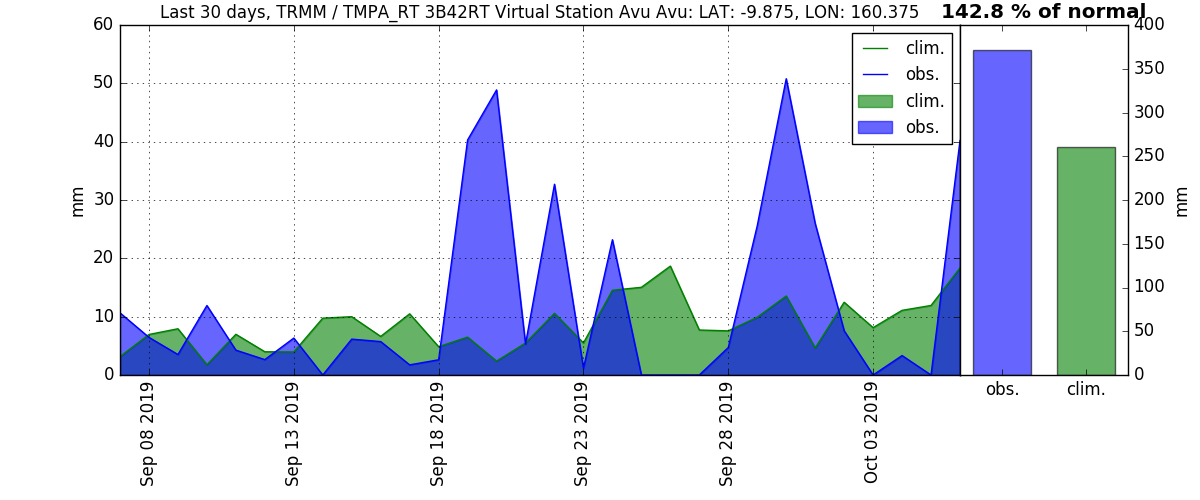 Last 30 days, TRMM / TMPA_RT 3B42RT Virtual Station Avu Avu: LAT: -9.875, LON: 160.375
142.8 % of normal
60
50
40
30
20
10
0
mm
clim.
obs.
clim.
obs.
400
350
300
250
200
150
100
50
0
mm
Sep 08 2019
Sep 13 2019
Sep 18 2019
Sep 23 2019
Sep 28 2019
Oct 03 2019
obs.
clim.